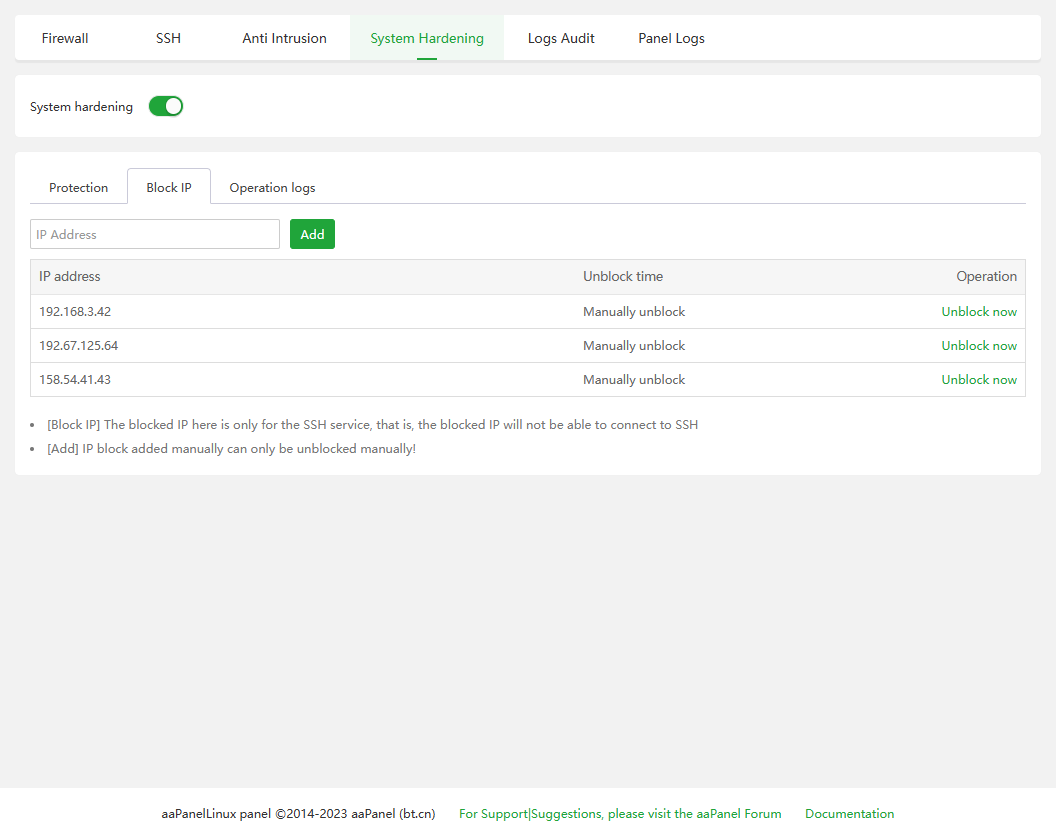 Firewall SSH Anti Intrusion System Hardening Logs Audit Panel Logs
System hardening
Protection Block IP Operation logs
IP Address Add
IP address Unblock time Operation
192.168.3.42 Manually unblock Unblock now
192.67.125.64 Manually unblock Unblock now
158.54.41.43 Manually unblock Unblock now
• [Block IP] The blocked IP here is only for the SSH service, that is, the blocked IP will not be able to connect to SSH
• [Add] IP block added manually can only be unblocked manually!
aaPanelLinux panel ©2014-2023 aaPanel (bt.cn) For Support|Suggestions, please visit the aaPanel Forum Documentation